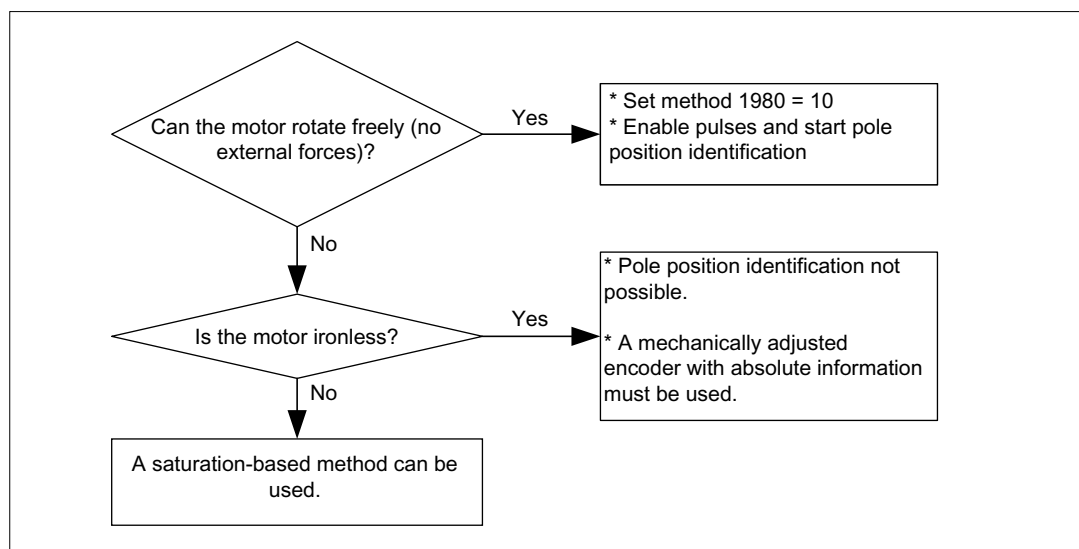 Can the motor rotate freely (no
external forces)?
Yes
* Set method 1980 = 10
* Enable pulses and start pole
position identification
No
Is the motor ironless?
Yes
* Pole position identification not
possible.
* A mechanically adjusted
encoder with absolute information
must be used.
No
A saturation-based method can be
used.